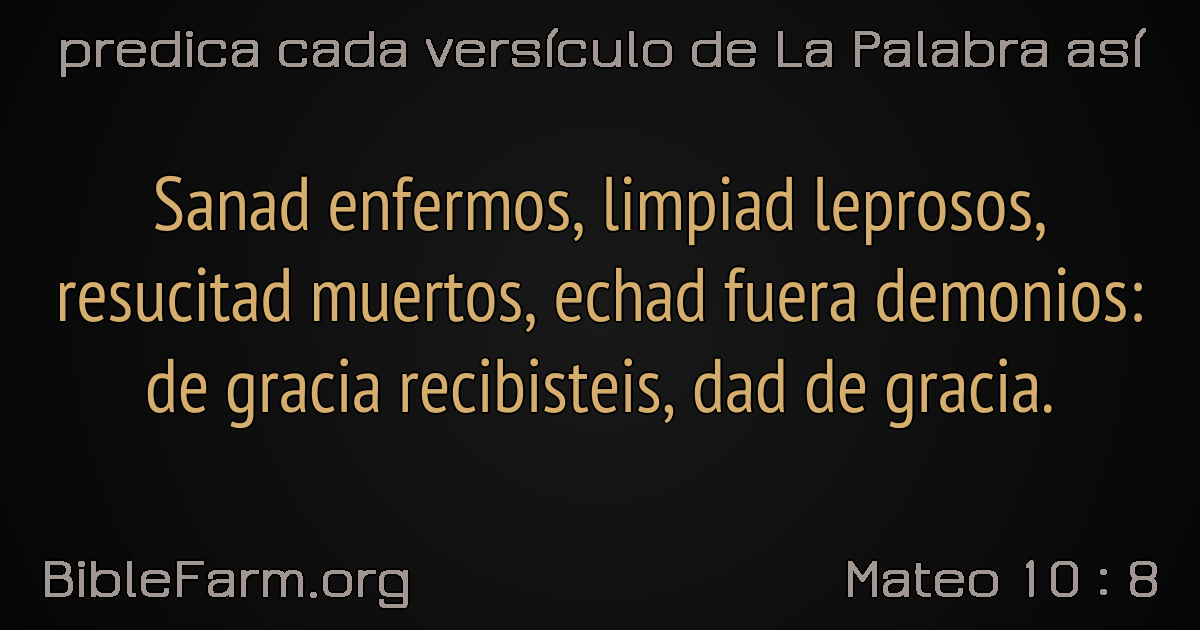 predica cada versículo de La Palabra así
Sanad enfermos, limpiad leprosos,
resucitad muertos, echad fuera demonios:
de gracia recibisteis, dad de gracia.
BibleFarm.org
Mateo 10 : 8